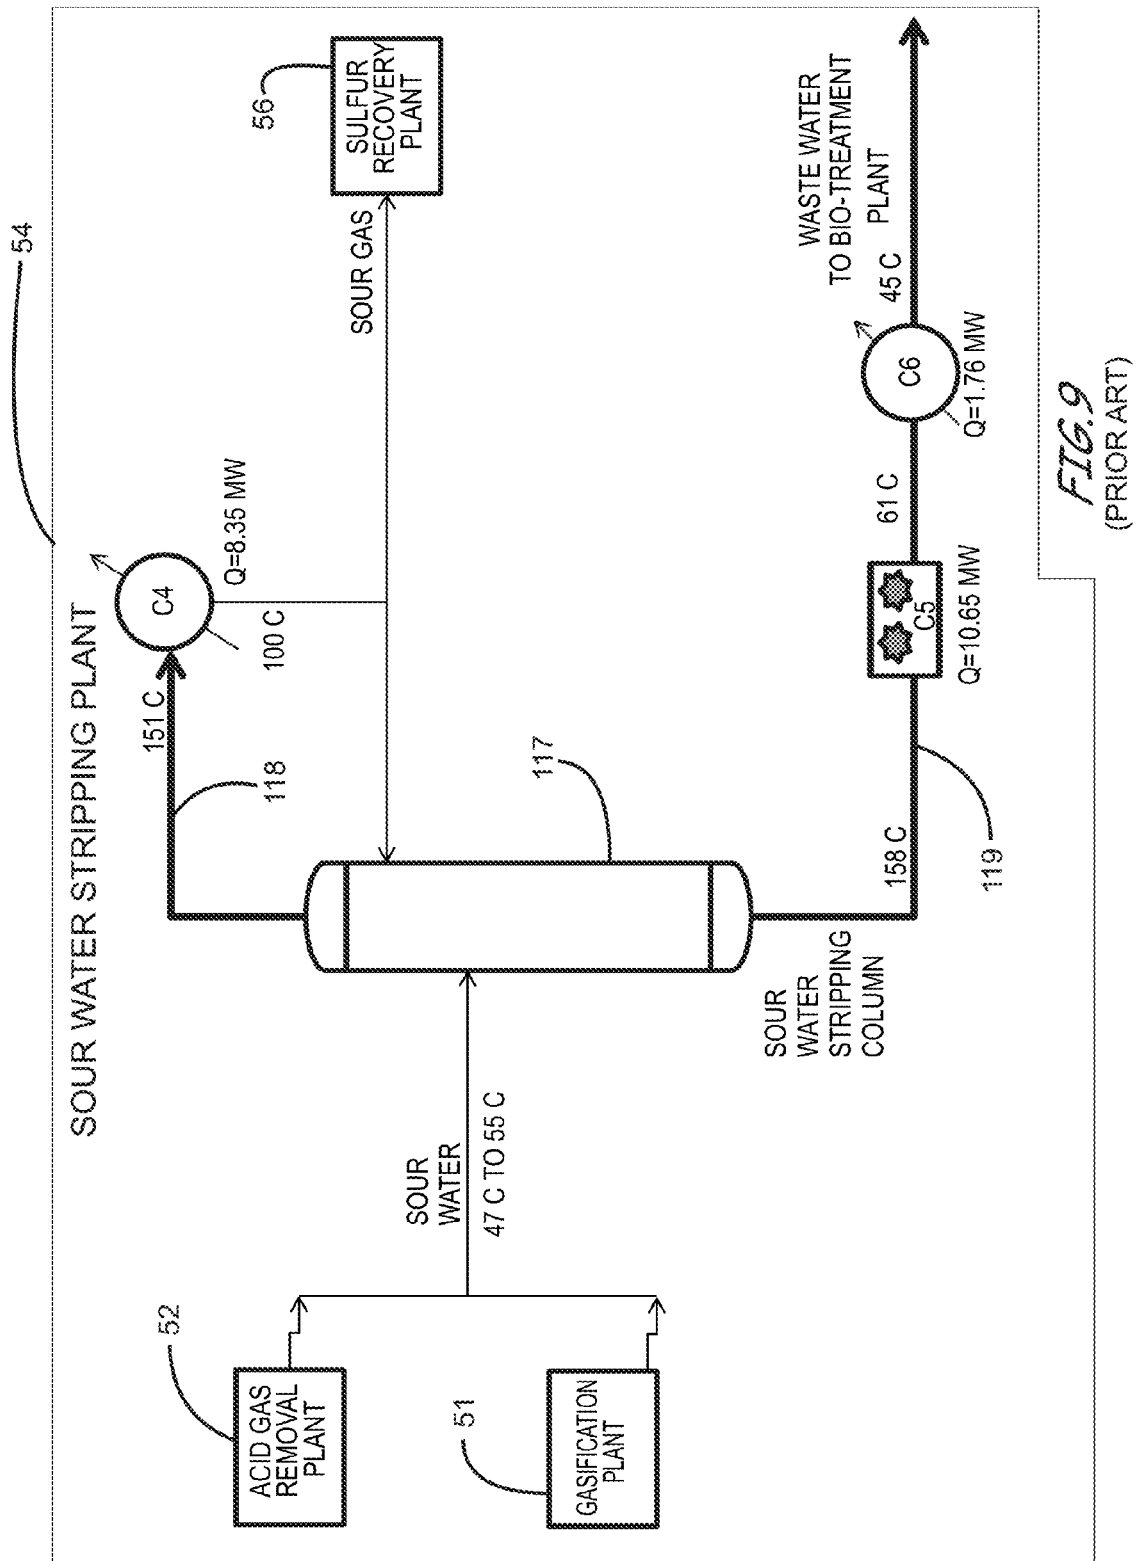 SOUR WATER STRIPPING PLANT
54
56
SULFUR
RECOVERY
PLANT
SOUR GAS
C4
Q=8.35 MW
100 C
151 C
118
117
52
ACID GAS
REMOVAL
PLANT
51
GASIFICATION
PLANT
SOUR
WATER
47 C TO 55 C
SOUR
WATER
STRIPPING
COLUMN
158 C
119
C5
Q=10.65 MW
61 C
C6
Q=1.76 MW
45 C
WASTE WATER
TO BIO-TREATMENT
PLANT
FIG.9
(PRIOR ART)